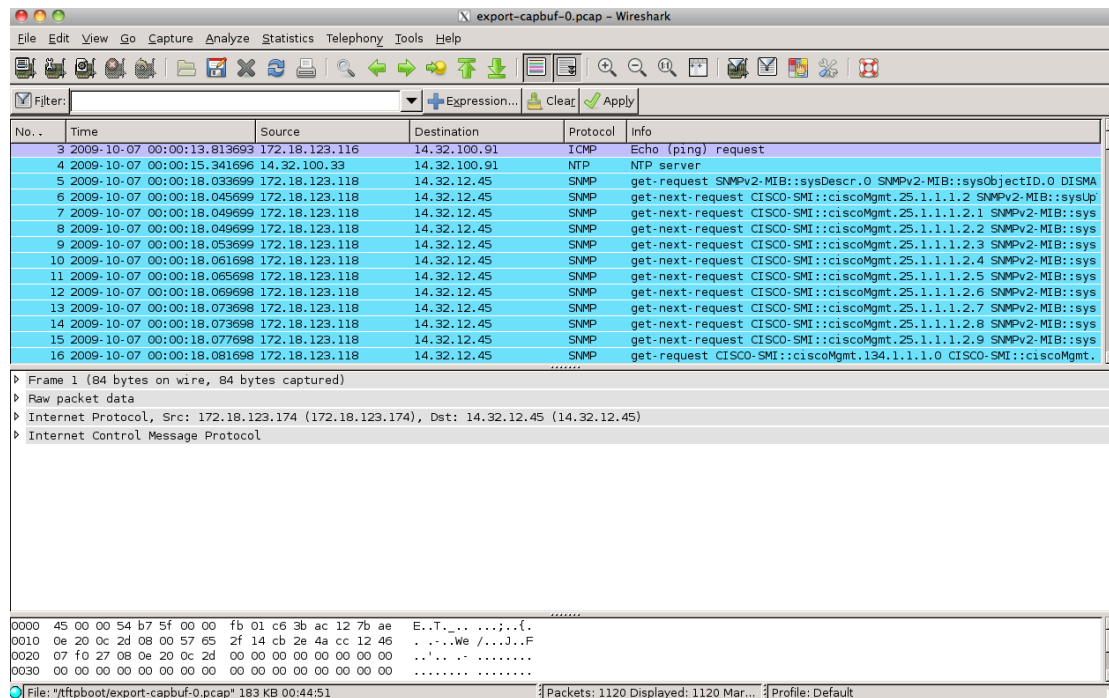 export-capbuf-0.pcap – Wireshark
File Edit View Go Capture Analyze Statistics Telephony Tools Help
Filter: Expression... Clear Apply
No. . Time Source Destination Protocol Info
3 2009-10-07 00:00:13.813693 172.18.123.116 14.32.100.91 ICMP Echo (ping) request
4 2009-10-07 00:00:15.341696 14.32.100.33 14.32.100.91 NTP NTP server
5 2009-10-07 00:00:18.033699 172.18.123.118 14.32.12.45 SNMP get-request SNMPv2-MIB::sysDescr.0 SNMPv2-MIB::sysObjectID.0 DISMA
6 2009-10-07 00:00:18.045699 172.18.123.118 14.32.12.45 SNMP get-next-request CISCO-SMI::ciscoMgmt.25.1.1.1.2 SNMPv2-MIB::sysUp
7 2009-10-07 00:00:18.049699 172.18.123.118 14.32.12.45 SNMP get-next-request CISCO-SMI::ciscoMgmt.25.1.1.1.2.1 SNMPv2-MIB::sys
8 2009-10-07 00:00:18.049699 172.18.123.118 14.32.12.45 SNMP get-next-request CISCO-SMI::ciscoMgmt.25.1.1.1.2.2 SNMPv2-MIB::sys
9 2009-10-07 00:00:18.053699 172.18.123.118 14.32.12.45 SNMP get-next-request CISCO-SMI::ciscoMgmt.25.1.1.1.2.3 SNMPv2-MIB::sys
10 2009-10-07 00:00:18.061698 172.18.123.118 14.32.12.45 SNMP get-next-request CISCO-SMI::ciscoMgmt.25.1.1.1.2.4 SNMPv2-MIB::sys
11 2009-10-07 00:00:18.065698 172.18.123.118 14.32.12.45 SNMP get-next-request CISCO-SMI::ciscoMgmt.25.1.1.1.2.5 SNMPv2-MIB::sys
12 2009-10-07 00:00:18.069698 172.18.123.118 14.32.12.45 SNMP get-next-request CISCO-SMI::ciscoMgmt.25.1.1.1.2.6 SNMPv2-MIB::sys
13 2009-10-07 00:00:18.073698 172.18.123.118 14.32.12.45 SNMP get-next-request CISCO-SMI::ciscoMgmt.25.1.1.1.2.7 SNMPv2-MIB::sys
14 2009-10-07 00:00:18.073698 172.18.123.118 14.32.12.45 SNMP get-next-request CISCO-SMI::ciscoMgmt.25.1.1.1.2.8 SNMPv2-MIB::sys
15 2009-10-07 00:00:18.077698 172.18.123.118 14.32.12.45 SNMP get-next-request CISCO-SMI::ciscoMgmt.25.1.1.1.2.9 SNMPv2-MIB::sys
16 2009-10-07 00:00:18.081698 172.18.123.118 14.32.12.45 SNMP get-request CISCO-SMI::ciscoMgmt.134.1.1.1.0 CISCO-SMI::ciscoMgmt.
Frame 1 (84 bytes on wire, 84 bytes captured)
Raw packet data
Internet Protocol, Src: 172.18.123.174 (172.18.123.174), Dst: 14.32.12.45 (14.32.12.45)
Internet Control Message Protocol
0000 45 00 00 54 b7 5f 00 00 fb 01 c6 3b ac 12 7b ae E..T._.. ...;..{.
0010 0e 20 0c 2d 08 00 57 65 2f 14 cb 2e 4a cc 12 46 . .-..We /...J..F
0020 07 f0 27 08 0e 20 0c 2d 00 00 00 00 00 00 00 00 ..'.. .- ........
0030 00 00 00 00 00 00 00 00 00 00 00 00 00 00 00 00 ........ ........
File: "/tftpboot/export-capbuf-0.pcap" 183 KB 00:44:51 Packets: 1120 Displayed: 1120 Mar... Profile: Default